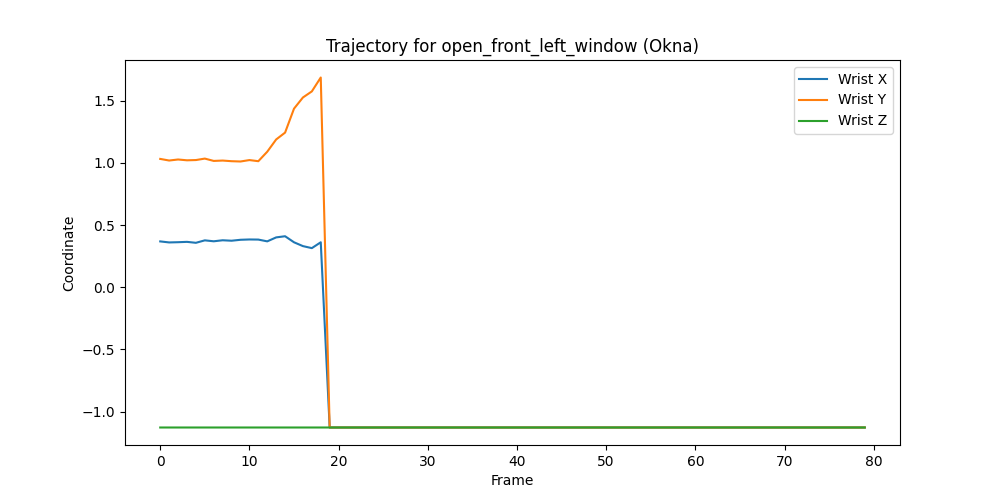 Trajectory for open_front_left_window (Okna)
Wrist X
Wrist Y
Wrist Z
Coordinate
1.5
1.0
0.5
0.0
−0.5
−1.0
0 10 20 30 40 50 60 70 80
Frame